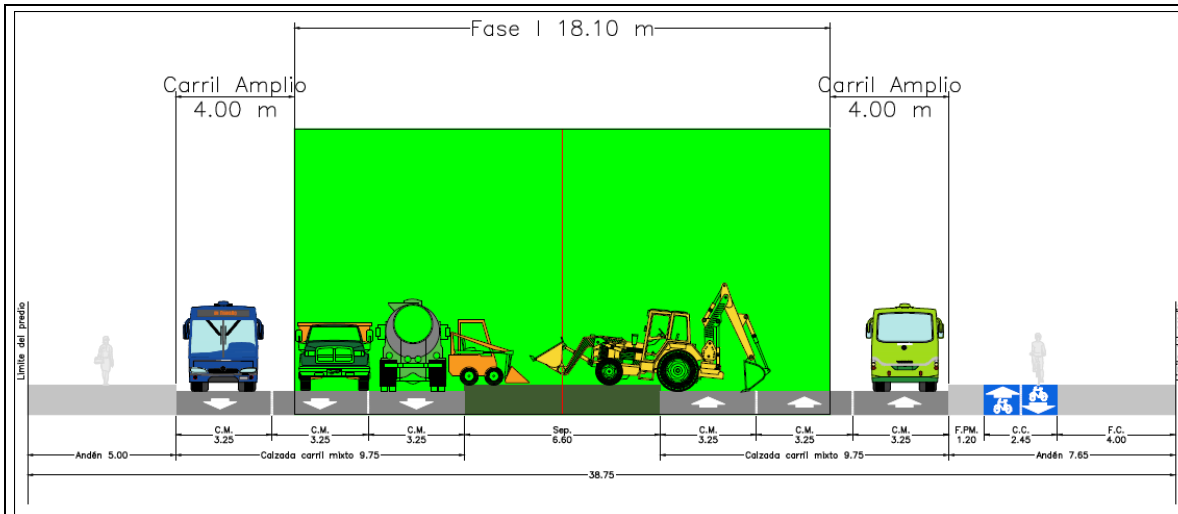 Fase I 18.10 m
Carril Amplio
4.00 m
Carril Amplio
4.00 m
Límite del predio
C.M.
3.25
C.M.
3.25
C.M.
3.25
Sep.
6.60
C.M.
3.25
C.M.
3.25
C.M.
3.25
F.PM.
1.20
C.C.
2.45
F.C.
4.00
Andén 5.00
Calzada carril mixto 9.75
Calzada carril mixto 9.75
Andén 7.65
38.75